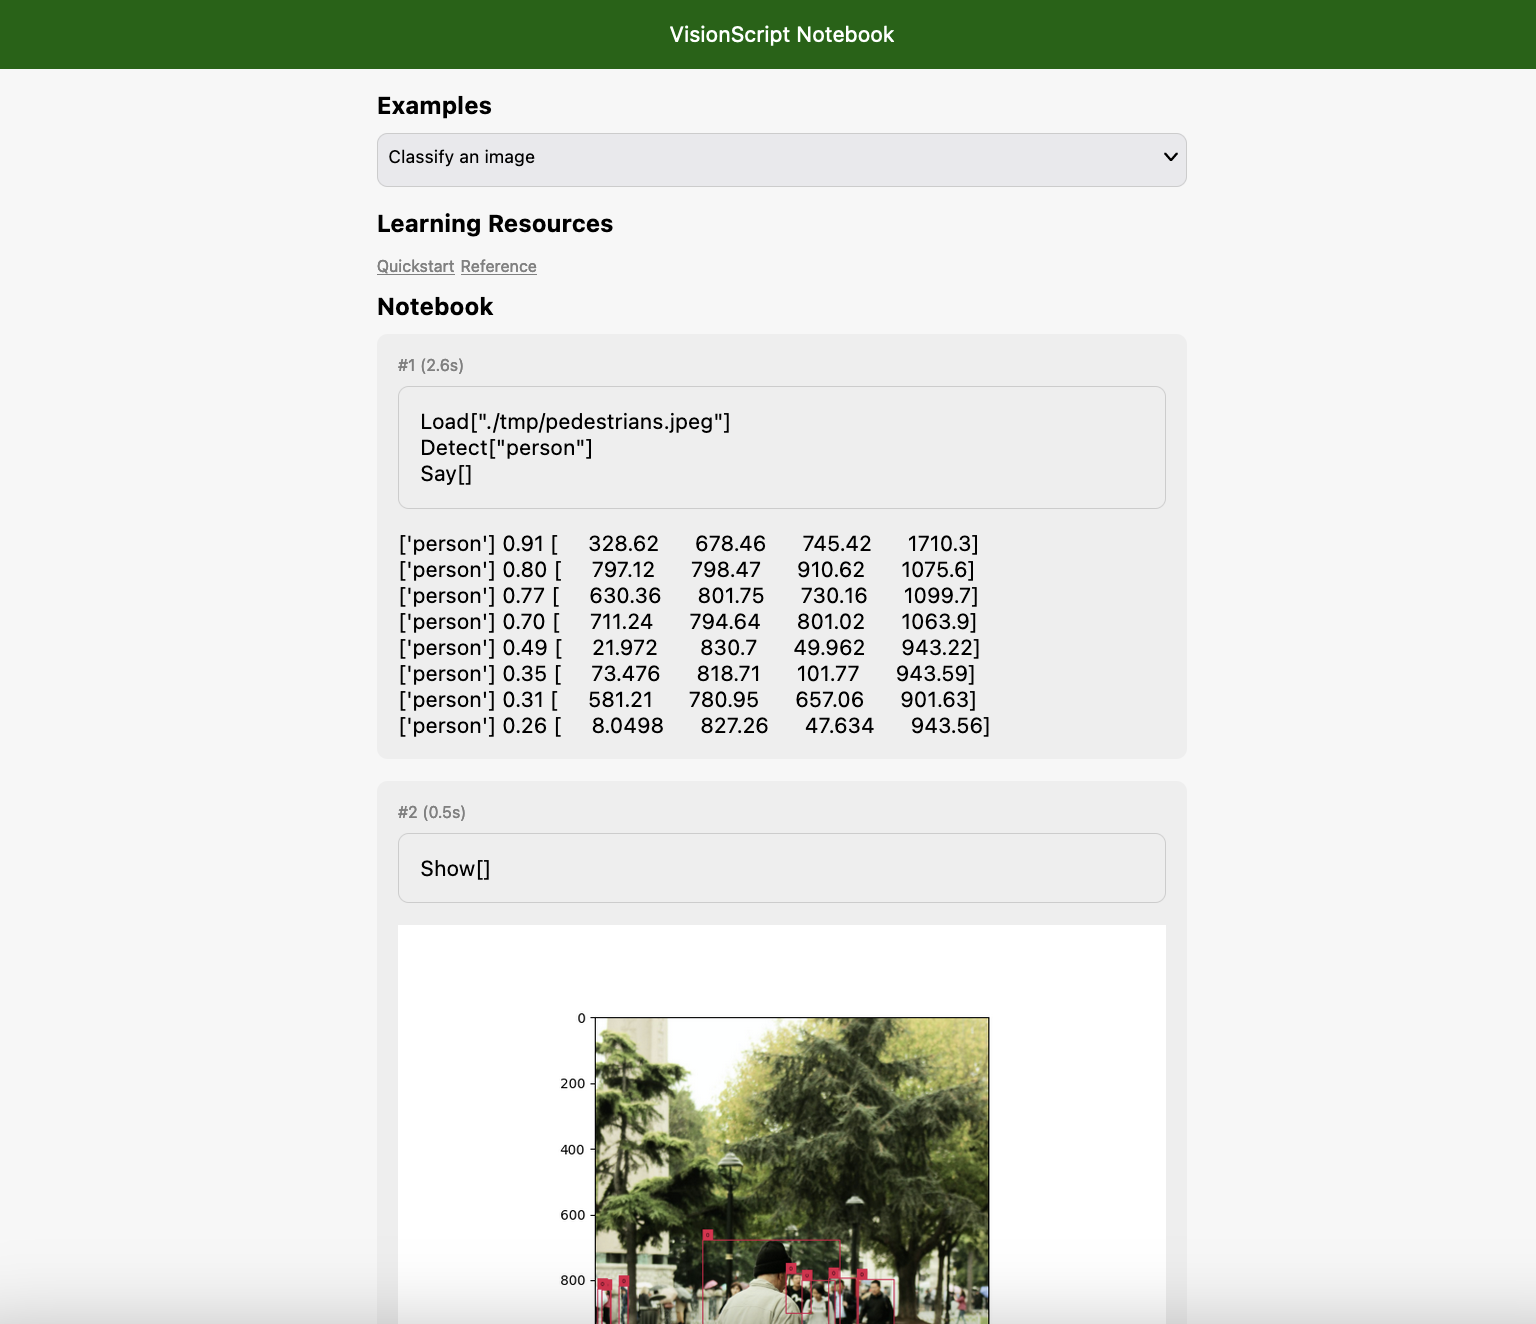 VisionScript Notebook
Examples
Classify an image
Learning Resources
Quickstart Reference
Notebook
#1 (2.6s)
Load["./tmp/pedestrians.jpeg"]
Detect["person"]
Say[]
['person'] 0.91 [ 328.62 678.46 745.42 1710.3]
['person'] 0.80 [ 797.12 798.47 910.62 1075.6]
['person'] 0.77 [ 630.36 801.75 730.16 1099.7]
['person'] 0.70 [ 711.24 794.64 801.02 1063.9]
['person'] 0.49 [ 21.972 830.7 49.962 943.22]
['person'] 0.35 [ 73.476 818.71 101.77 943.59]
['person'] 0.31 [ 581.21 780.95 657.06 901.63]
['person'] 0.26 [ 8.0498 827.26 47.634 943.56]
#2 (0.5s)
Show[]
0
200
400
600
800